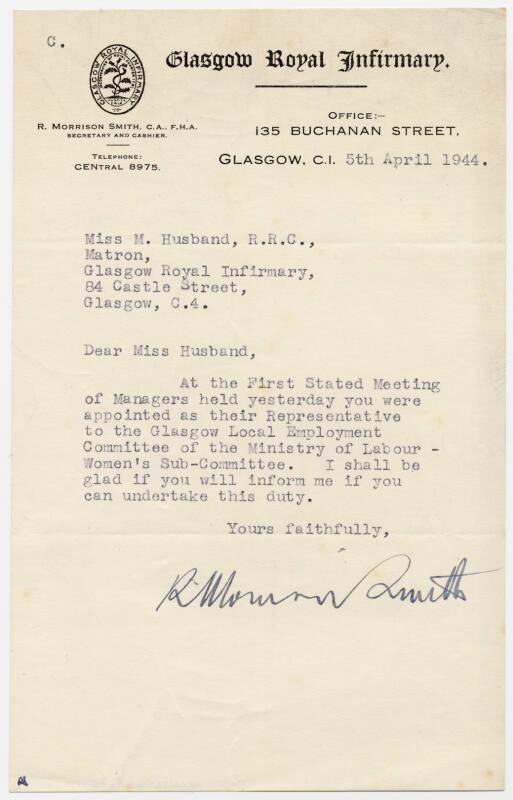 C.
GLASGOW ROYAL INFIRMARY
Glasgow Royal Infirmary.
R. MORRISON SMITH, C.A., F.H.A.
SECRETARY AND CASHIER.
TELEPHONE:
CENTRAL 8975.
OFFICE:-
135 BUCHANAN STREET,
GLASGOW, C.1. 5th April 1944.
Miss M. Husband, R.R.C.,
Matron,
Glasgow Royal Infirmary,
84 Castle Street,
Glasgow, C.4.
Dear Miss Husband,
At the First Stated Meeting
of Managers held yesterday you were
appointed as their Representative
to the Glasgow Local Employment
Committee of the Ministry of Labour -
Women's Sub-Committee. I shall be
glad if you will inform me if you
can undertake this duty.
Yours faithfully,
R Morrison Smith